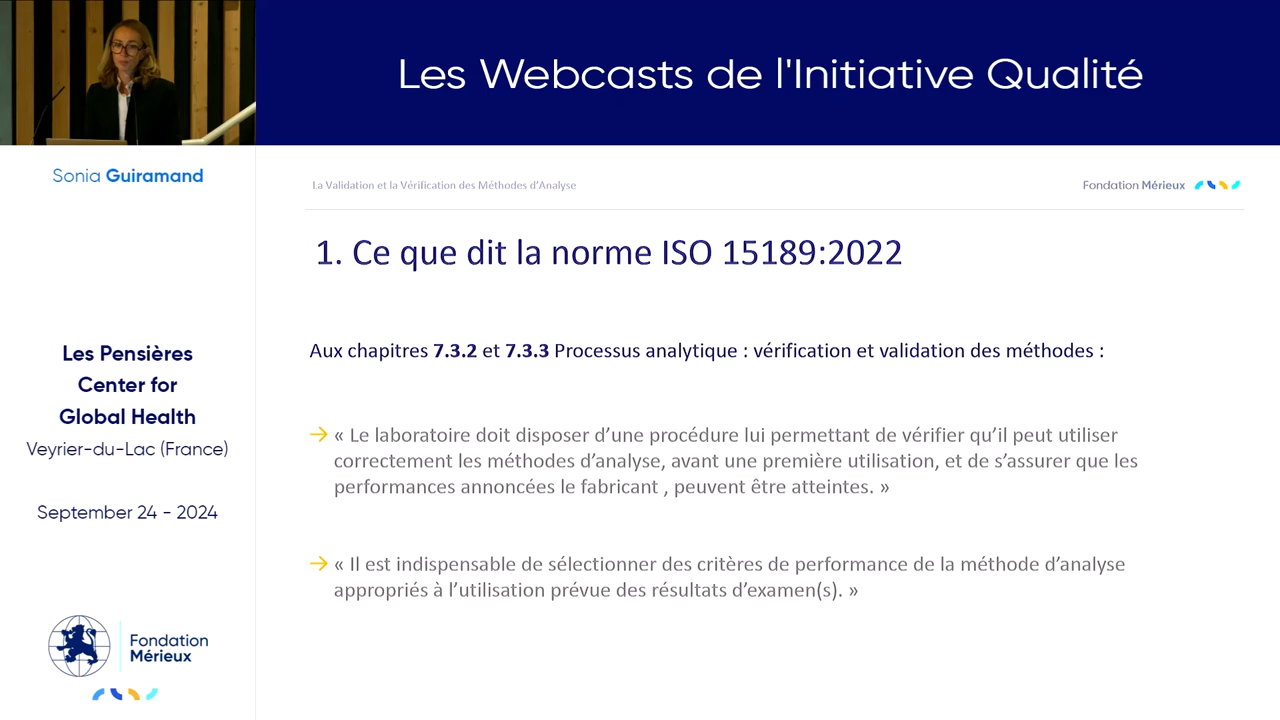 Les Webcasts de l'Initiative Qualité
Sonia Guiramand
Les Pensières
Center for
Global Health
Veyrier-du-Lac (France)
September 24 - 2024
Fondation
Mérieux
La Validation et la Vérification des Méthodes d'Analyse
Fondation Mérieux
1. Ce que dit la norme ISO 15189:2022
Aux chapitres 7.3.2 et 7.3.3 Processus analytique : vérification et validation des méthodes :
→ « Le laboratoire doit disposer d’une procédure lui permettant de vérifier qu’il peut utiliser
correctement les méthodes d’analyse, avant une première utilisation, et de s’assurer que les
performances annoncées le fabricant , peuvent être atteintes. »
→ « Il est indispensable de sélectionner des critères de performance de la méthode d’analyse
appropriés à l’utilisation prévue des résultats d’examen(s). »